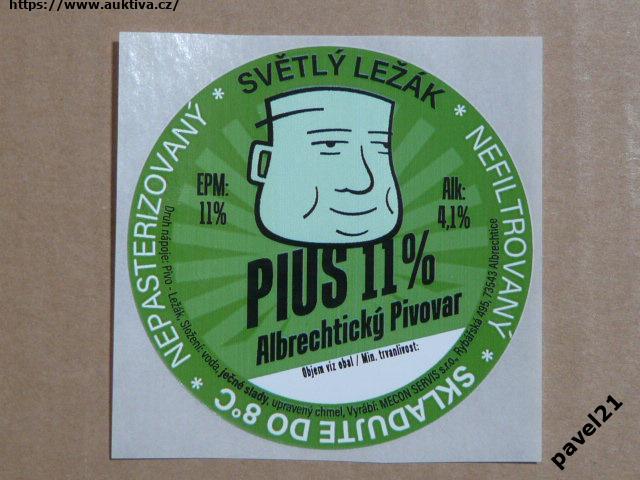 https://www.auktiva.cz/
* SVĚTLÝ LEŽÁK *
NEFILTROVANÝ *
SKLADUJTE DO 8°C *
NEPASTERIZOVANÝ
EPM:
11%
Alk:
4,1%
PIUS 11%
Albrechtický Pivovar
Objem viz obal / Min. trvanlivost:
Druh nápoje: Pivo - Ležák, Složení: voda, ječné slady, upravený chmel, Vyrábí: MECON SERVIS s.r.o., Rybářská 495, 73543 Albrechtice
pavel21